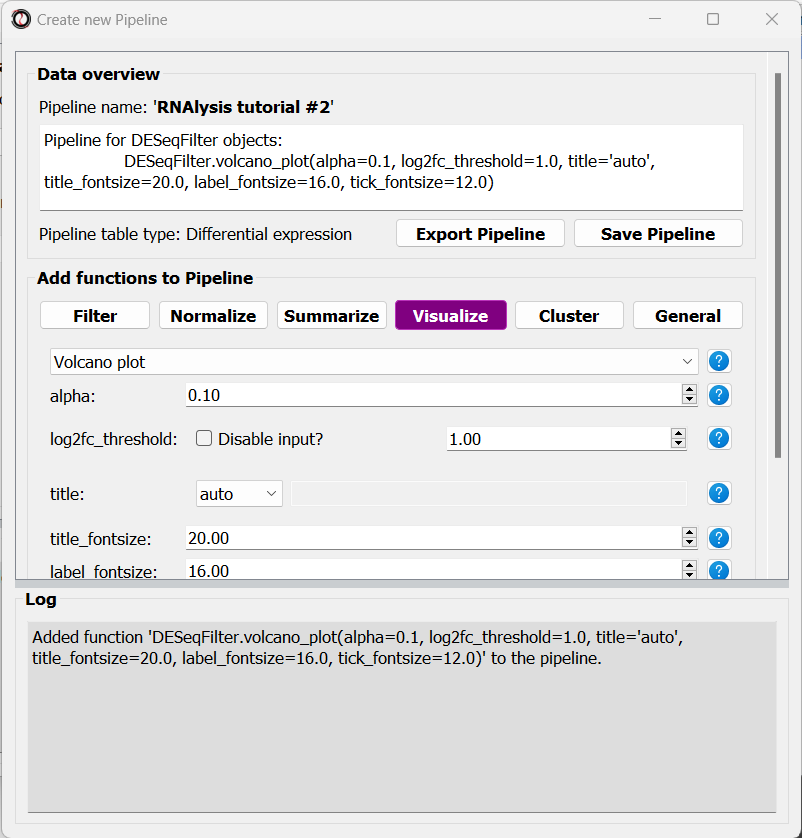 Create new Pipeline
Data overview
Pipeline name: 'RNAlysis tutorial #2'
Pipeline for DESeqFilter objects:
DESeqFilter.volcano_plot(alpha=0.1, log2fc_threshold=1.0, title='auto',
title_fontsize=20.0, label_fontsize=16.0, tick_fontsize=12.0)
Pipeline table type: Differential expression
Export Pipeline
Save Pipeline
Add functions to Pipeline
Filter
Normalize
Summarize
Visualize
Cluster
General
Volcano plot
?
alpha:
0.10
?
log2fc_threshold:
Disable input?
1.00
?
title:
auto
?
title_fontsize:
20.00
?
label_fontsize:
16.00
?
Log
Added function 'DESeqFilter.volcano_plot(alpha=0.1, log2fc_threshold=1.0, title='auto',
title_fontsize=20.0, label_fontsize=16.0, tick_fontsize=12.0)' to the pipeline.